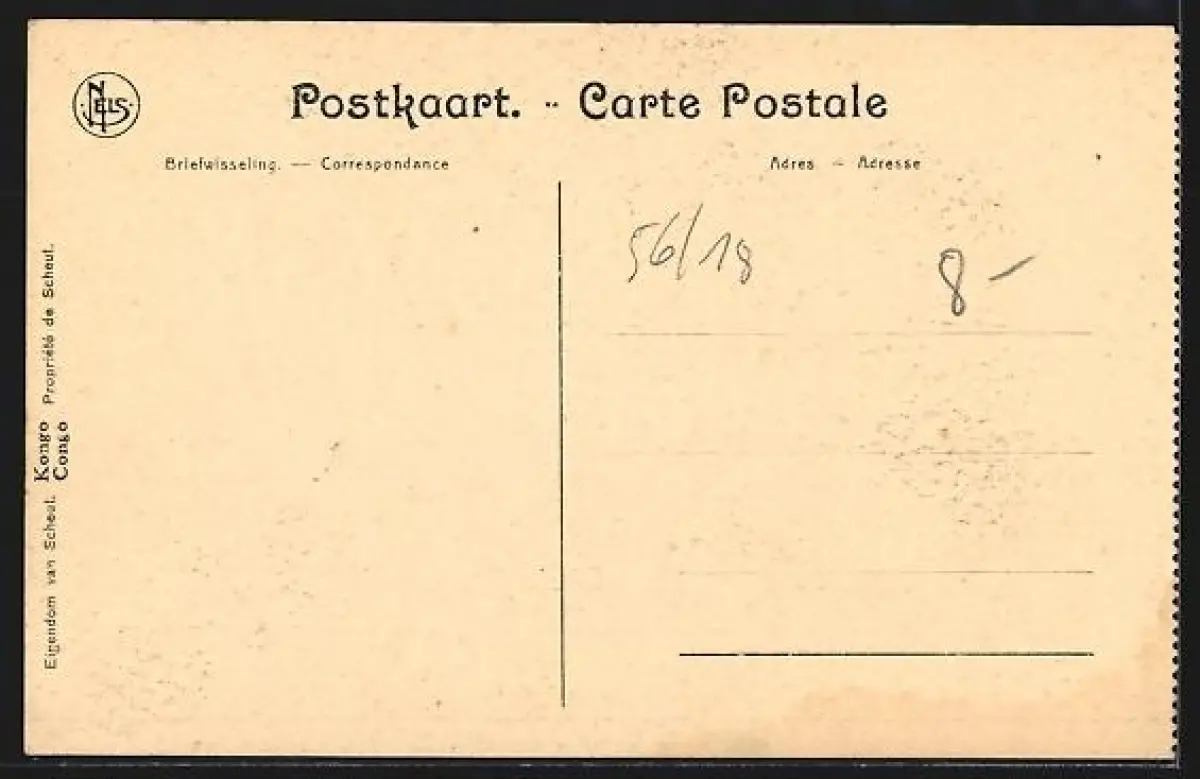 NELS
Postkaart. -- Carte Postale
Briefwisseling. — Correspondance
Adres — Adresse
56/18
8 –
Eigendom van Scheut. Kongo Propriété de Scheut.
Congo